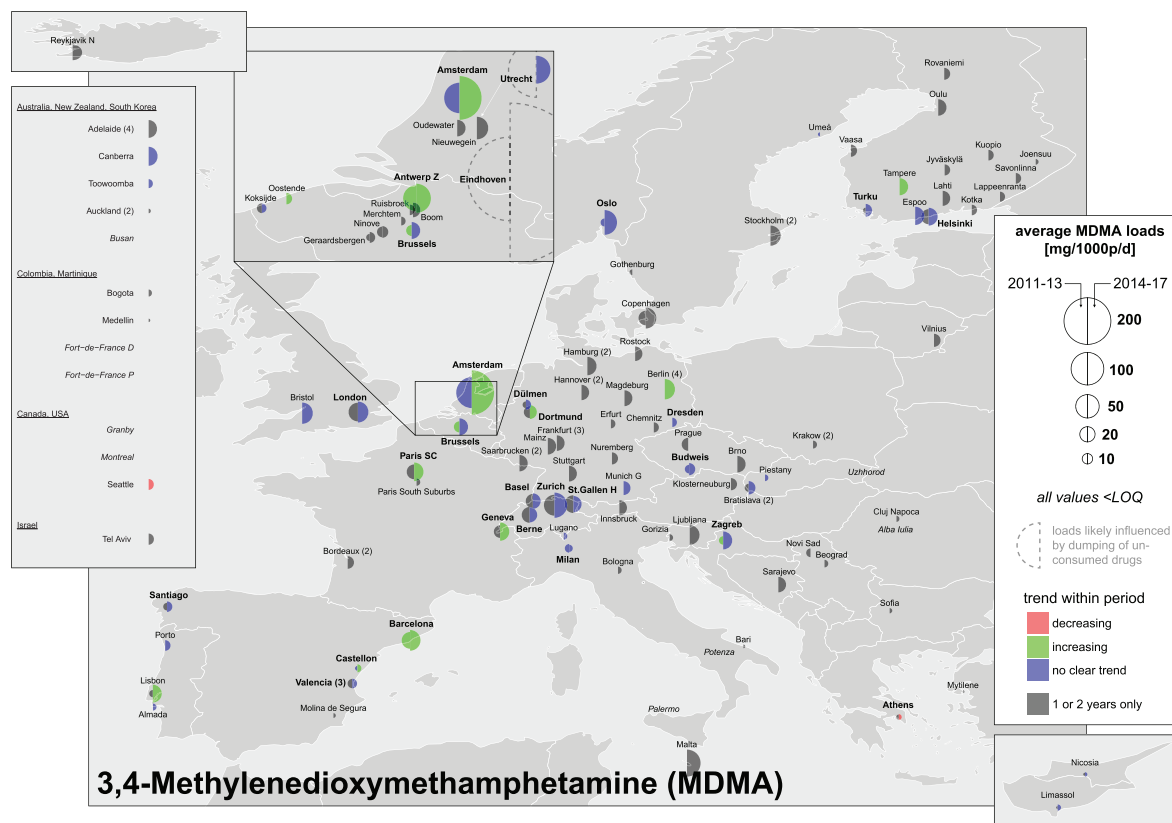 Reykjavik N
Australia, New Zealand, South Korea
Adelaide (4)
Canberra
Toowoomba
Auckland (2)
Busan
Colombia, Martinique
Bogota
Medellin
Fort−de−France D
Fort−de−France P
Canada, USA
Granby
Montreal
Seattle
Israel
Tel Aviv
Amsterdam
Utrecht
Oudewater
Nieuwegein
Eindhoven
Antwerp Z
Oostende
Koksijde
Ruisbroek
Merchtem
Boom
Ninove
Geraardsbergen
Brussels
Rovaniemi
Oulu
Umeå
Vaasa
Kuopio
Joensuu
Jyväskylä
Savonlinna
Tampere
Lahti
Lappeenranta
Turku
Espoo
Kotka
Helsinki
Oslo
Stockholm (2)
Gothenburg
Copenhagen
Rostock
Vilnius
Hamburg (2)
Amsterdam
Hannover (2)
Magdeburg
Berlin (4)
Bristol
London
Dülmen
Dortmund
Erfurt
Chemnitz
Dresden
Brussels
Frankfurt (3)
Mainz
Prague
Krakow (2)
Paris SC
Saarbrucken (2)
Nuremberg
Budweis
Brno
Stuttgart
Piestany
Uzhhorod
Paris South Suburbs
Munich G
Klosterneuburg
Bratislava (2)
Basel
Zurich
St.Gallen H
Geneva
Berne
Innsbruck
Lugano
Gorizia
Ljubljana
Zagreb
Cluj Napoca
Alba Iulia
Milan
Bordeaux (2)
Bologna
Novi Sad
Beograd
Sarajevo
Santiago
Sofia
Porto
Barcelona
Bari
Potenza
Castellon
Valencia (3)
Lisbon
Almada
Molina de Segura
Palermo
Mytilene
Athens
Malta
3,4-Methylenedioxymethamphetamine (MDMA)
average MDMA loads
[mg/1000p/d]
2011-13
2014-17
200
100
50
20
10
all values <LOQ
loads likely influenced
by dumping of un-
consumed drugs
trend within period
decreasing
increasing
no clear trend
1 or 2 years only
Nicosia
Limassol